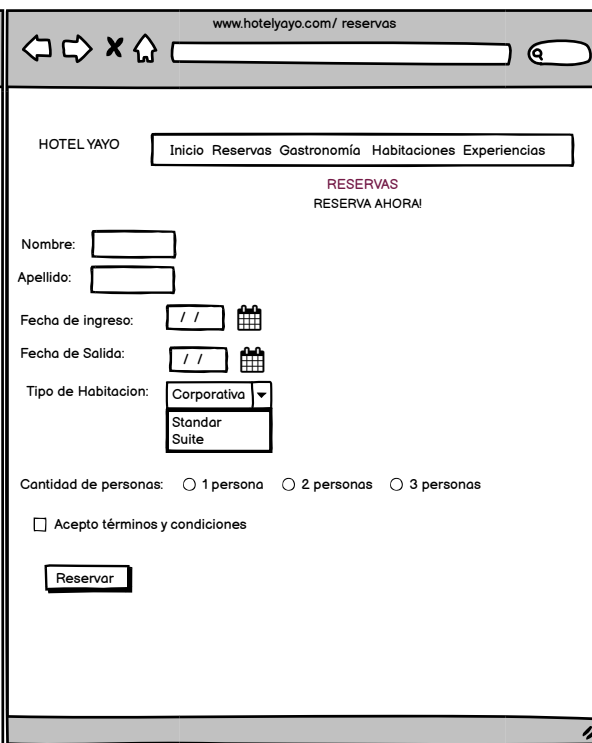 www.hotelyayo.com/ reservas
HOTEL YAYO
Inicio Reservas Gastronomía Habitaciones Experiencias
RESERVAS
RESERVA AHORA!
Nombre:
Apellido:
Fecha de ingreso: / /
Fecha de Salida: / /
Tipo de Habitacion: Corporativa
Standar
Suite
Cantidad de personas: 1 persona 2 personas 3 personas
Acepto términos y condiciones
Reservar